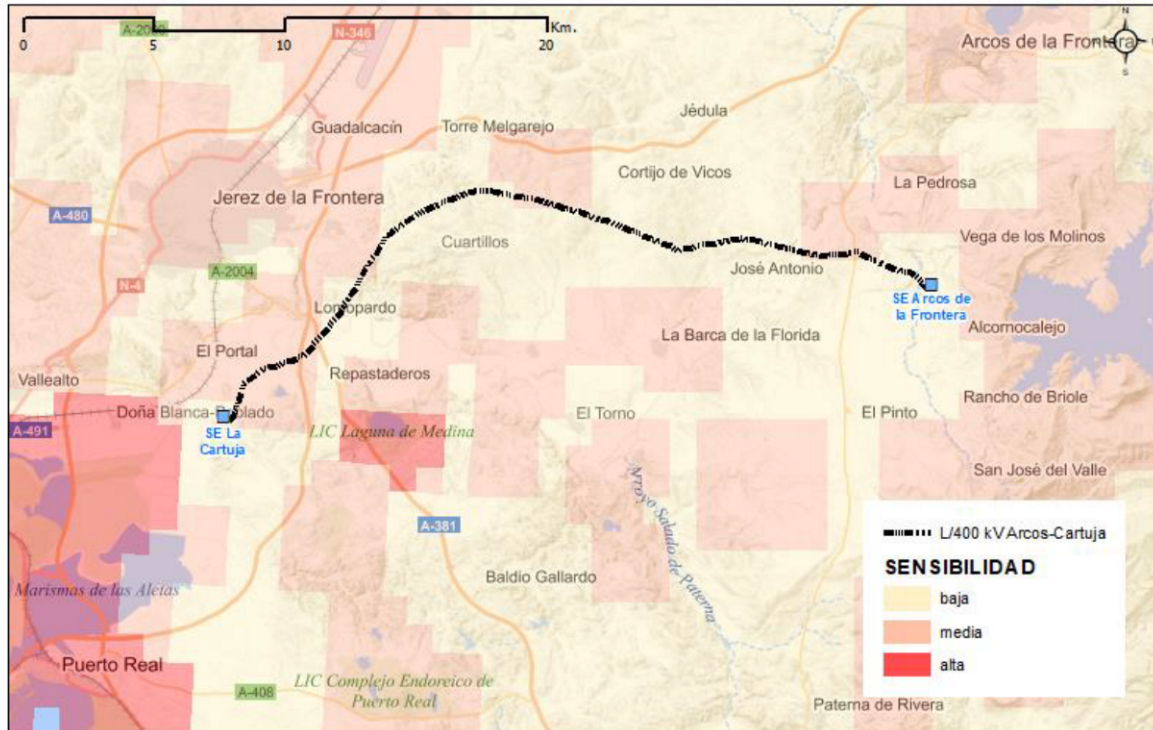 Km.
0
5
10
20
A-2000
N-346
N
S
Arcos de la Frontera
Jédula
Guadalcacín
Torre Melgarejo
Cortijo de Vicos
La Pedrosa
Jerez de la Frontera
A-480
Cuartillos
Vega de los Molinos
A-2004
José Antonio
N-4
SE Arcos de
la Frontera
Lomopardo
Alcornocalejo
La Barca de la Florida
El Portal
Repastaderos
Vallealto
Rancho de Briole
Doña Blanca-Poblado
El Torno
El Pinto
A-491
SE La
Cartuja
LIC Laguna de Medina
San José del Valle
Arroyo Salado de Paterna
A-381
L/400 kV Arcos-Cartuja
SENSIBILIDAD
baja
media
alta
Baldio Gallardo
Marismas de las Aletas
Puerto Real
LIC Complejo Endoreico de
Puerto Real
A-408
Paterna de Rivera